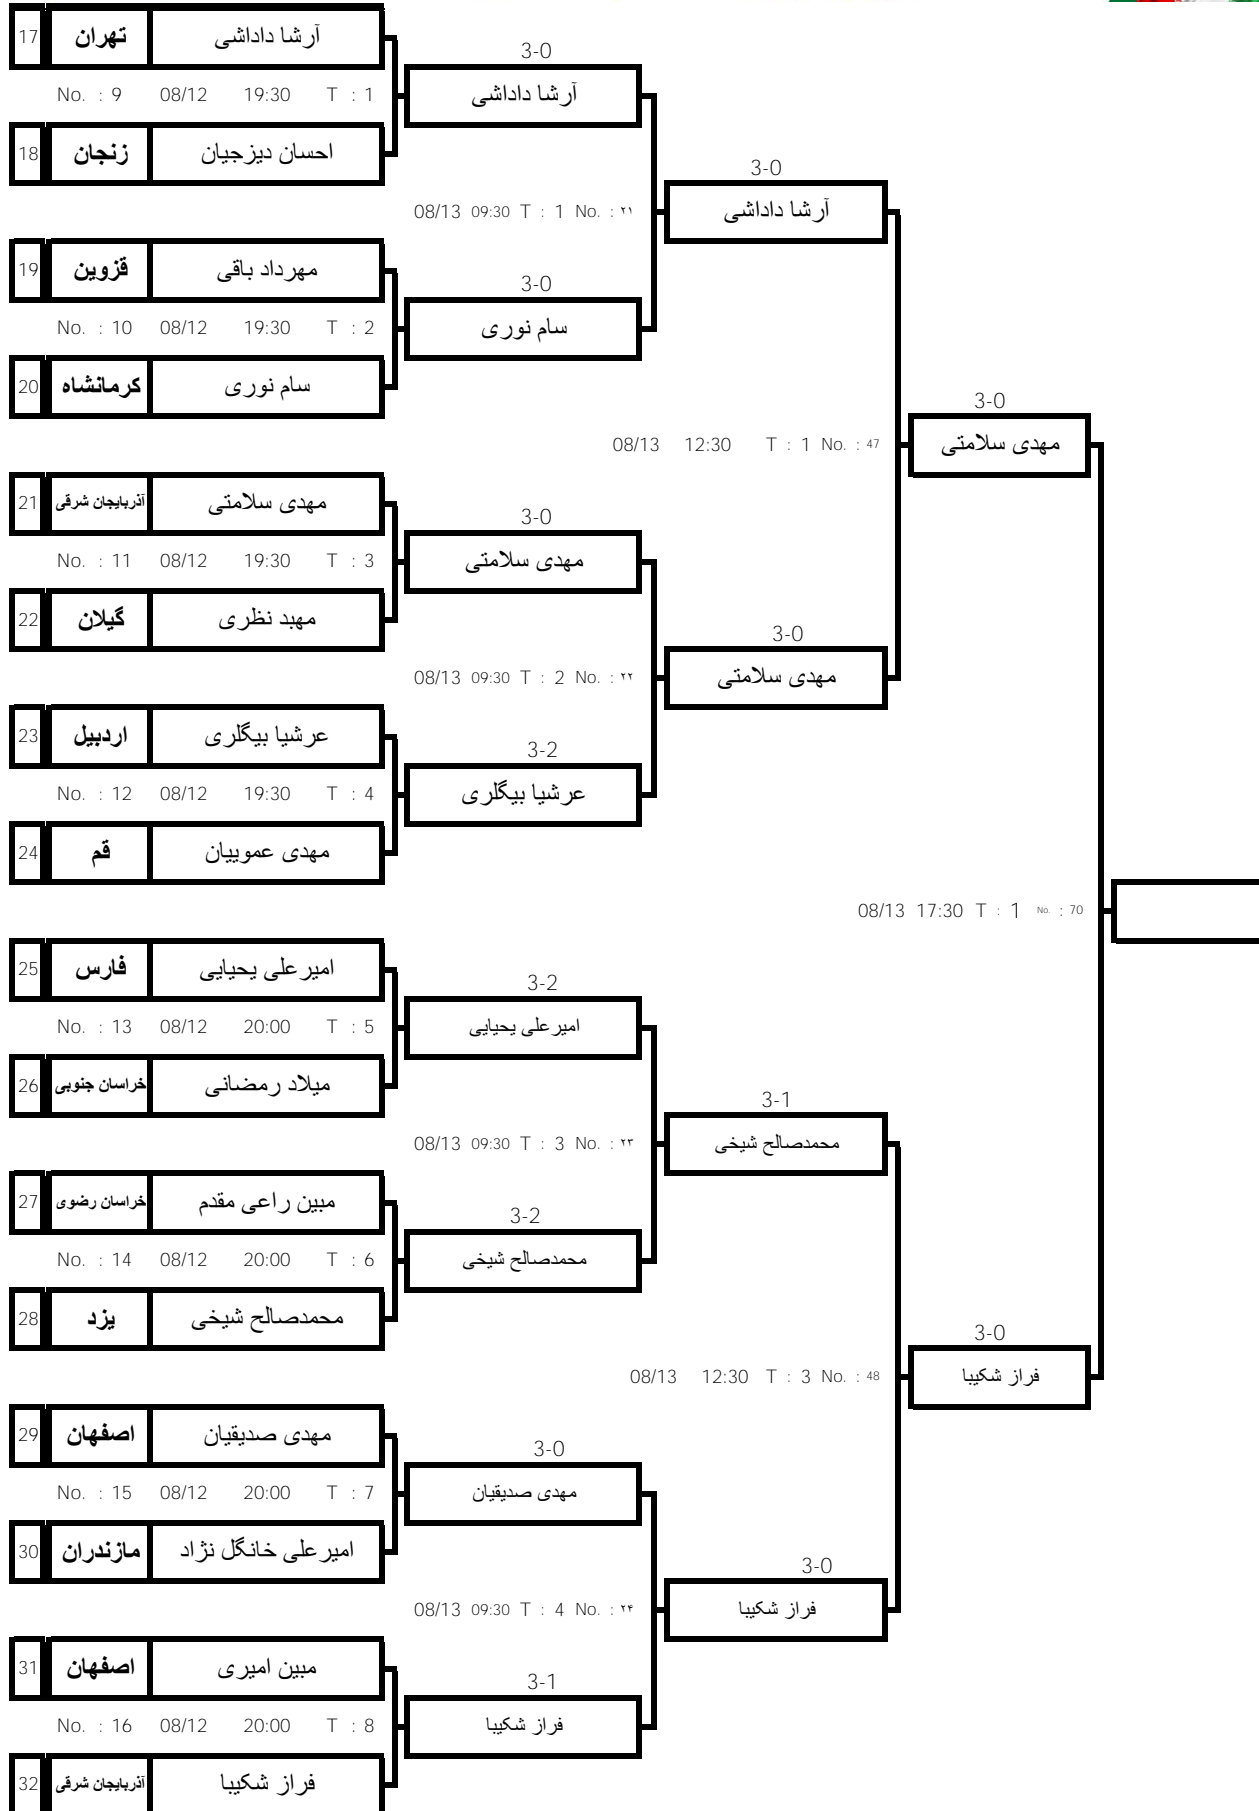 17 تهران آرشا داداشی
3-0
No. : 9 08/12 19:30 T : 1
آرشا داداشی
18 زنجان احسان دیزجیان
3-0
08/13 09:30 T : 1 No. : ۲۱
آرشا داداشی
19 قزوین مهرداد باقی
3-0
No. : 10 08/12 19:30 T : 2
سام نوری
20 کرمانشاه سام نوری
3-0
08/13 12:30 T : 1 No. : 47
مهدی سلامتی
21 آذربایجان شرقی مهدی سلامتی
3-0
No. : 11 08/12 19:30 T : 3
مهدی سلامتی
22 گیلان مهبد نظری
3-0
08/13 09:30 T : 2 No. : ۲۲
مهدی سلامتی
23 اردبیل عرشیا بیگلری
3-2
No. : 12 08/12 19:30 T : 4
عرشیا بیگلری
24 قم مهدی عموییان
08/13 17:30 T : 1 No. : 70
25 فارس امیرعلی یحیایی
3-2
No. : 13 08/12 20:00 T : 5
امیرعلی یحیایی
26 خراسان جنوبی میلاد رمضانی
3-1
08/13 09:30 T : 3 No. : ۲۳
محمدصالح شیخی
27 خراسان رضوی مبین راعی مقدم
3-2
No. : 14 08/12 20:00 T : 6
محمدصالح شیخی
28 یزد محمدصالح شیخی
3-0
08/13 12:30 T : 3 No. : 48
فراز شکیبا
29 اصفهان مهدی صدیقیان
3-0
No. : 15 08/12 20:00 T : 7
مهدی صدیقیان
30 مازندران امیرعلی خانگل نژاد
3-0
08/13 09:30 T : 4 No. : ۲۴
فراز شکیبا
31 اصفهان مبین امیری
3-1
No. : 16 08/12 20:00 T : 8
فراز شکیبا
32 آذربایجان شرقی فراز شکیبا